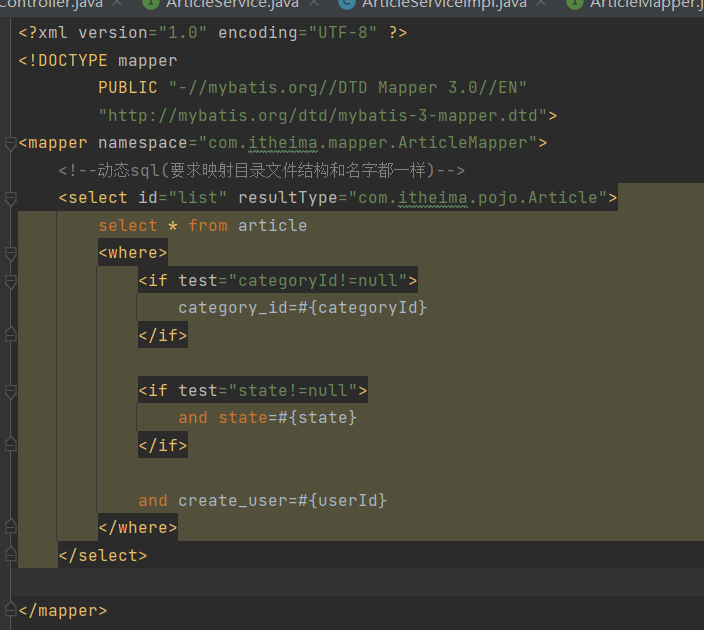 Controller.java × ArticleService.java × ArticleServiceImpl.java × ArticleMapper.j
<?xml version="1.0" encoding="UTF-8" ?>
<!DOCTYPE mapper
        PUBLIC "-//mybatis.org//DTD Mapper 3.0//EN"
        "http://mybatis.org/dtd/mybatis-3-mapper.dtd">
<mapper namespace="com.itheima.mapper.ArticleMapper">
    <!--动态sql(要求映射目录文件结构和名字都一样)-->
    <select id="list" resultType="com.itheima.pojo.Article">
        select * from article
        <where>
            <if test="categoryId!=null">
                category_id=#{categoryId}
            </if>
            <if test="state!=null">
                and state=#{state}
            </if>
            and create_user=#{userId}
        </where>
    </select>
</mapper>